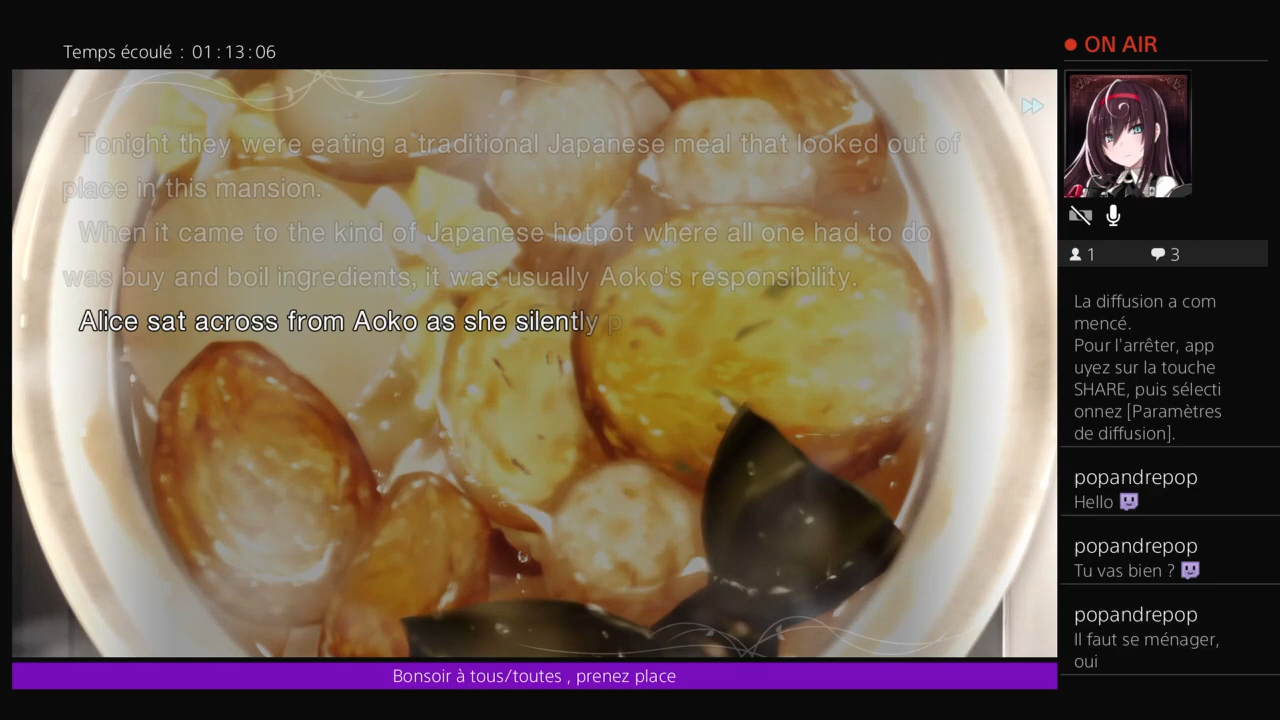 Temps écoulé : 01:13:06
ON AIR
Tonight they were eating a traditional Japanese meal that looked out of
place in this mansion.
When it came to the kind of Japanese hotpot where all one had to do
was buy and boil ingredients, it was usually Aoko's responsibility.
Alice sat across from Aoko as she silently p
1
3
La diffusion a com
mencé.
Pour l'arrêter, app
uyez sur la touche
SHARE, puis sélecti
onnez [Paramètres
de diffusion].
popandrepop
Hello
popandrepop
Tu vas bien ?
popandrepop
Il faut se ménager,
oui
Bonsoir à tous/toutes , prenez place